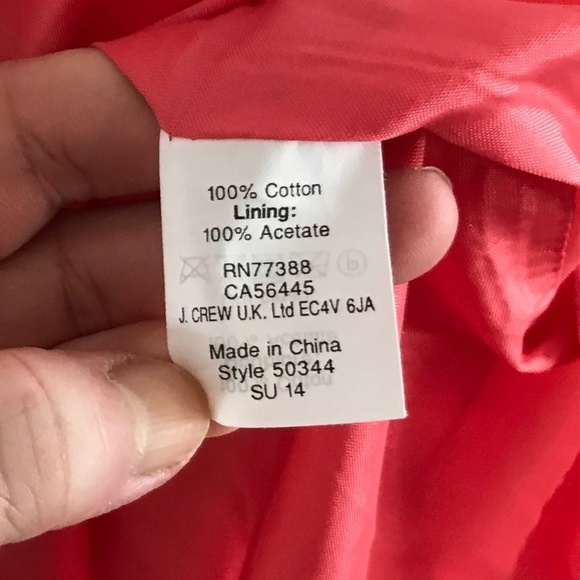 100% Cotton
Lining:
100% Acetate
RN77388
CA56445
J. CREW U.K. Ltd EC4V 6JA
Made in China
Style 50344
SU 14